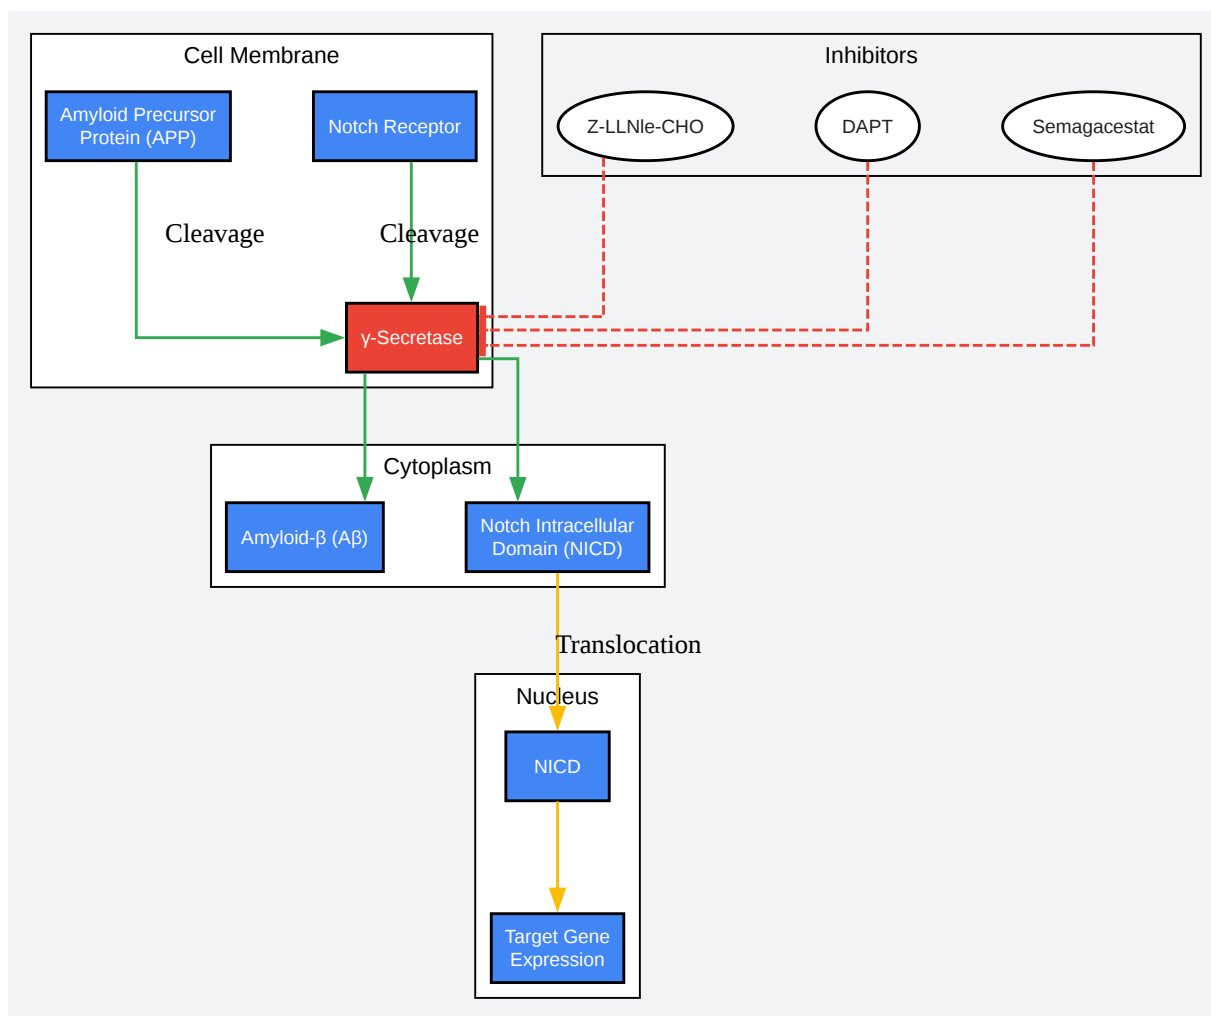 Cell Membrane
Amyloid Precursor
Protein (APP)
Notch Receptor
Cleavage
Cleavage
γ-Secretase
Inhibitors
Z-LLNle-CHO
DAPT
Semagacestat
Cytoplasm
Amyloid-β (Aβ)
Notch Intracellular
Domain (NICD)
Translocation
Nucleus
NICD
Target Gene
Expression